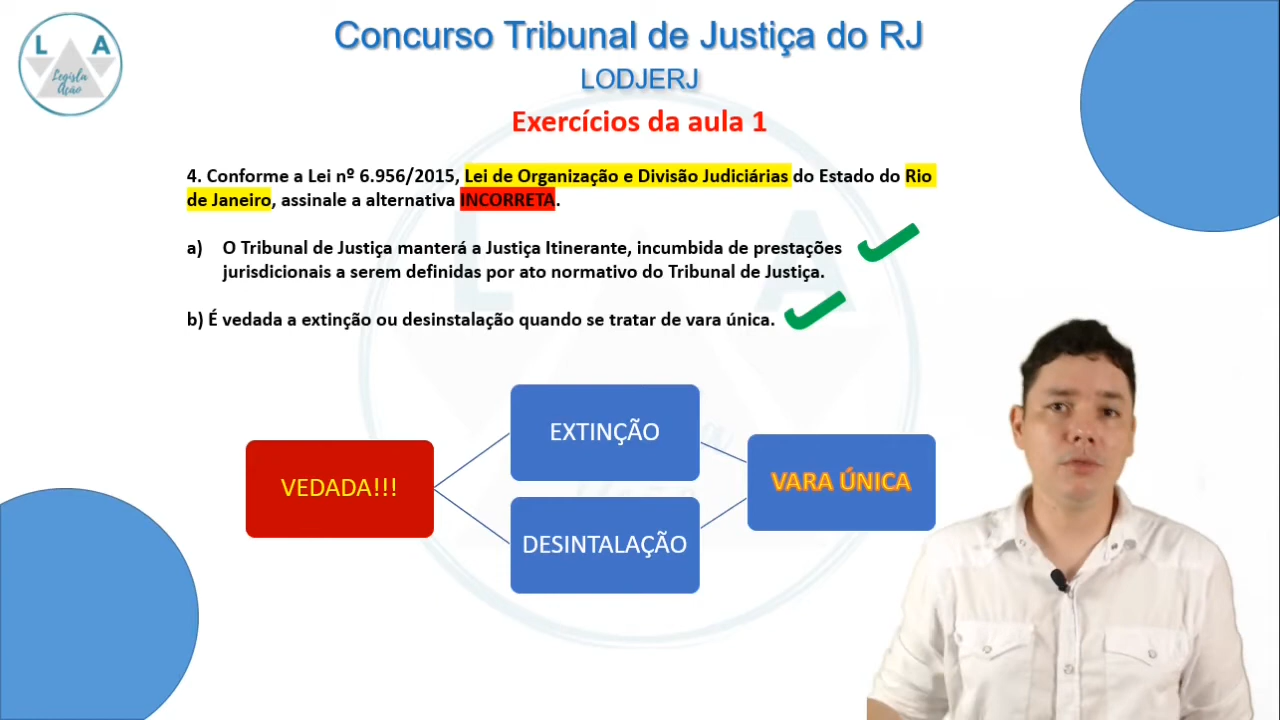 L A
Legisla
Ação
Concurso Tribunal de Justiça do RJ
LODJERJ
Exercícios da aula 1
4. Conforme a Lei nº 6.956/2015, Lei de Organização e Divisão Judiciárias do Estado do Rio
de Janeiro, assinale a alternativa INCORRETA.
a) O Tribunal de Justiça manterá a Justiça Itinerante, incumbida de prestações
jurisdicionais a serem definidas por ato normativo do Tribunal de Justiça.
b) É vedada a extinção ou desinstalação quando se tratar de vara única.
EXTINÇÃO
VEDADA!!!
VARA ÚNICA
DESINTALAÇÃO
L A